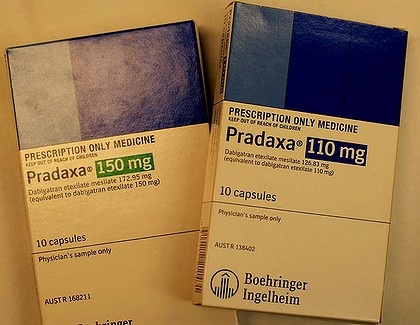 PRESCRIPTION ONLY MEDICINE
KEEP OUT OF REACH OF CHILDREN
Pradaxa® 150 mg
Dabigatran etexilate mesilate 172.95 mg
(equivalent to dabigatran etexilate 150 mg)
10 capsules
Physician's sample only
AUST R 168211
Boehringer
PRESCRIPTION ONLY MEDICINE
KEEP OUT OF REACH OF CHILDREN
Pradaxa® 110 mg
Dabigatran etexilate mesilate 126.83 mg
(equivalent to dabigatran etexilate 110 mg)
10 capsules
Physician's sample only
AUST R 138402
Boehringer
Ingelheim